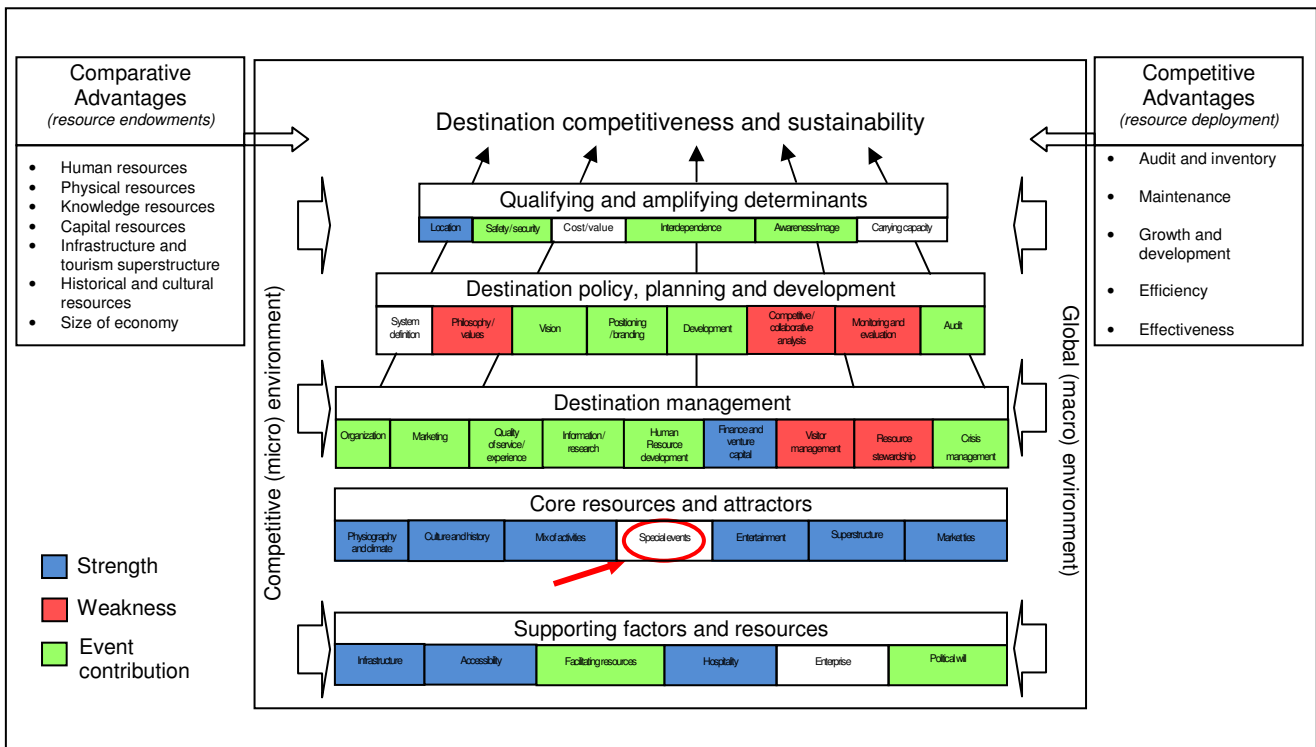 Comparative
Advantages
(resource endowments)
• Human resources
• Physical resources
• Knowledge resources
• Capital resources
• Infrastructure and
tourism superstructure
• Historical and cultural
resources
• Size of economy
Competitive
Advantages
(resource deployment)
• Audit and inventory
• Maintenance
• Growth and
development
• Efficiency
• Effectiveness
Competitive (micro) environment
Global (macro) environment
Destination competitiveness and sustainability
Qualifying and amplifying determinants
Location
Safety/security
Cost/value
Interdependence
Awareness/image
Carrying capacity
Destination policy, planning and development
System
definition
Philosophy/
values
Vision
Positioning
/branding
Development
Competitive/
collaborative
analysis
Monitoring and
evaluation
Audit
Destination management
Organization
Marketing
Quality
of service/
experience
Information/
research
Human
Resource
development
Finance and
venture
capital
Visitor
management
Resource
stewardship
Crisis
management
Core resources and attractors
Physiography
and climate
Culture and history
Mix of activities
Special events
Entertainment
Superstructure
Market ties
Supporting factors and resources
Infrastructure
Accessibility
Facilitating resources
Hospitality
Enterprise
Political will
Strength
Weakness
Event
contribution